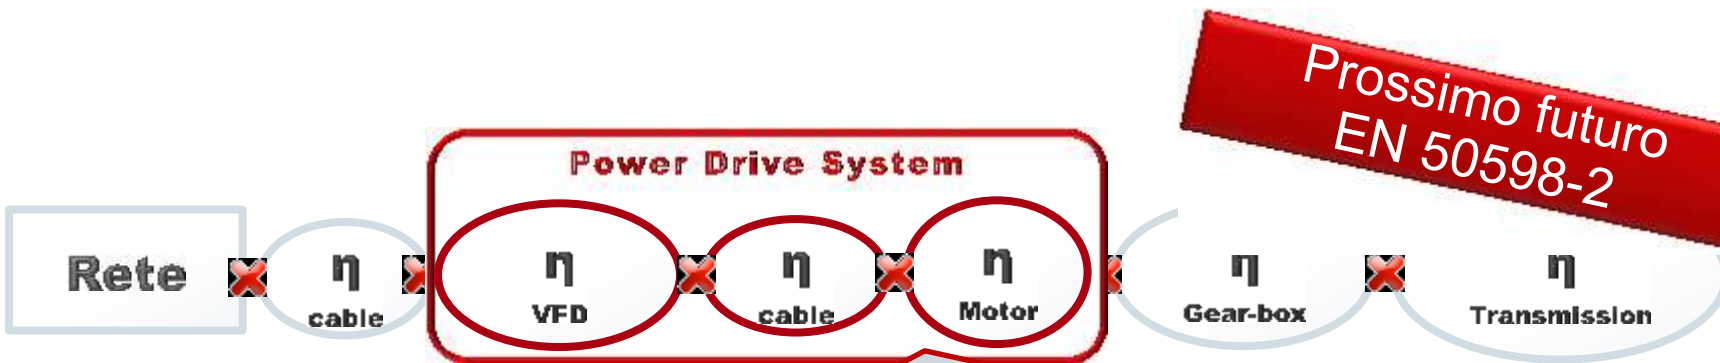 Prossimo futuro
EN 50598-2
Power Drive System
Rete
η
cable
η
VFD
η
cable
η
Motor
η
Gear-box
η
Transmission